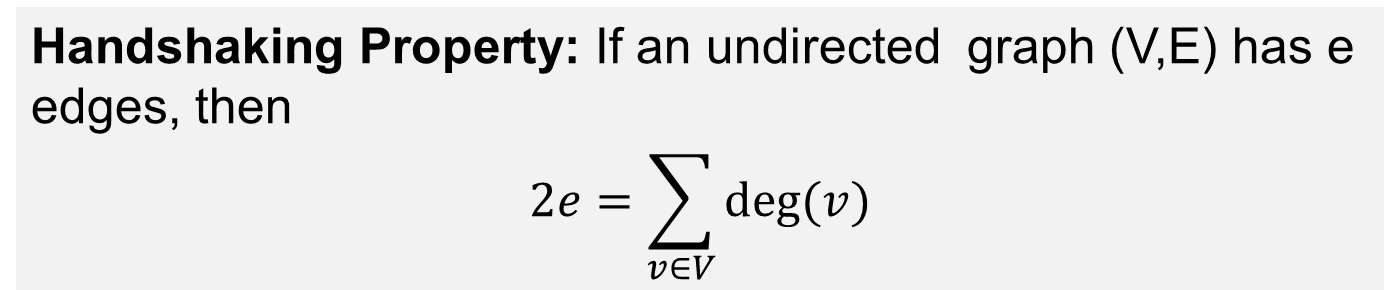 Handshaking Property: If an undirected  graph (V,E) has e
edges, then
2e = ∑ deg(v)
v∈V